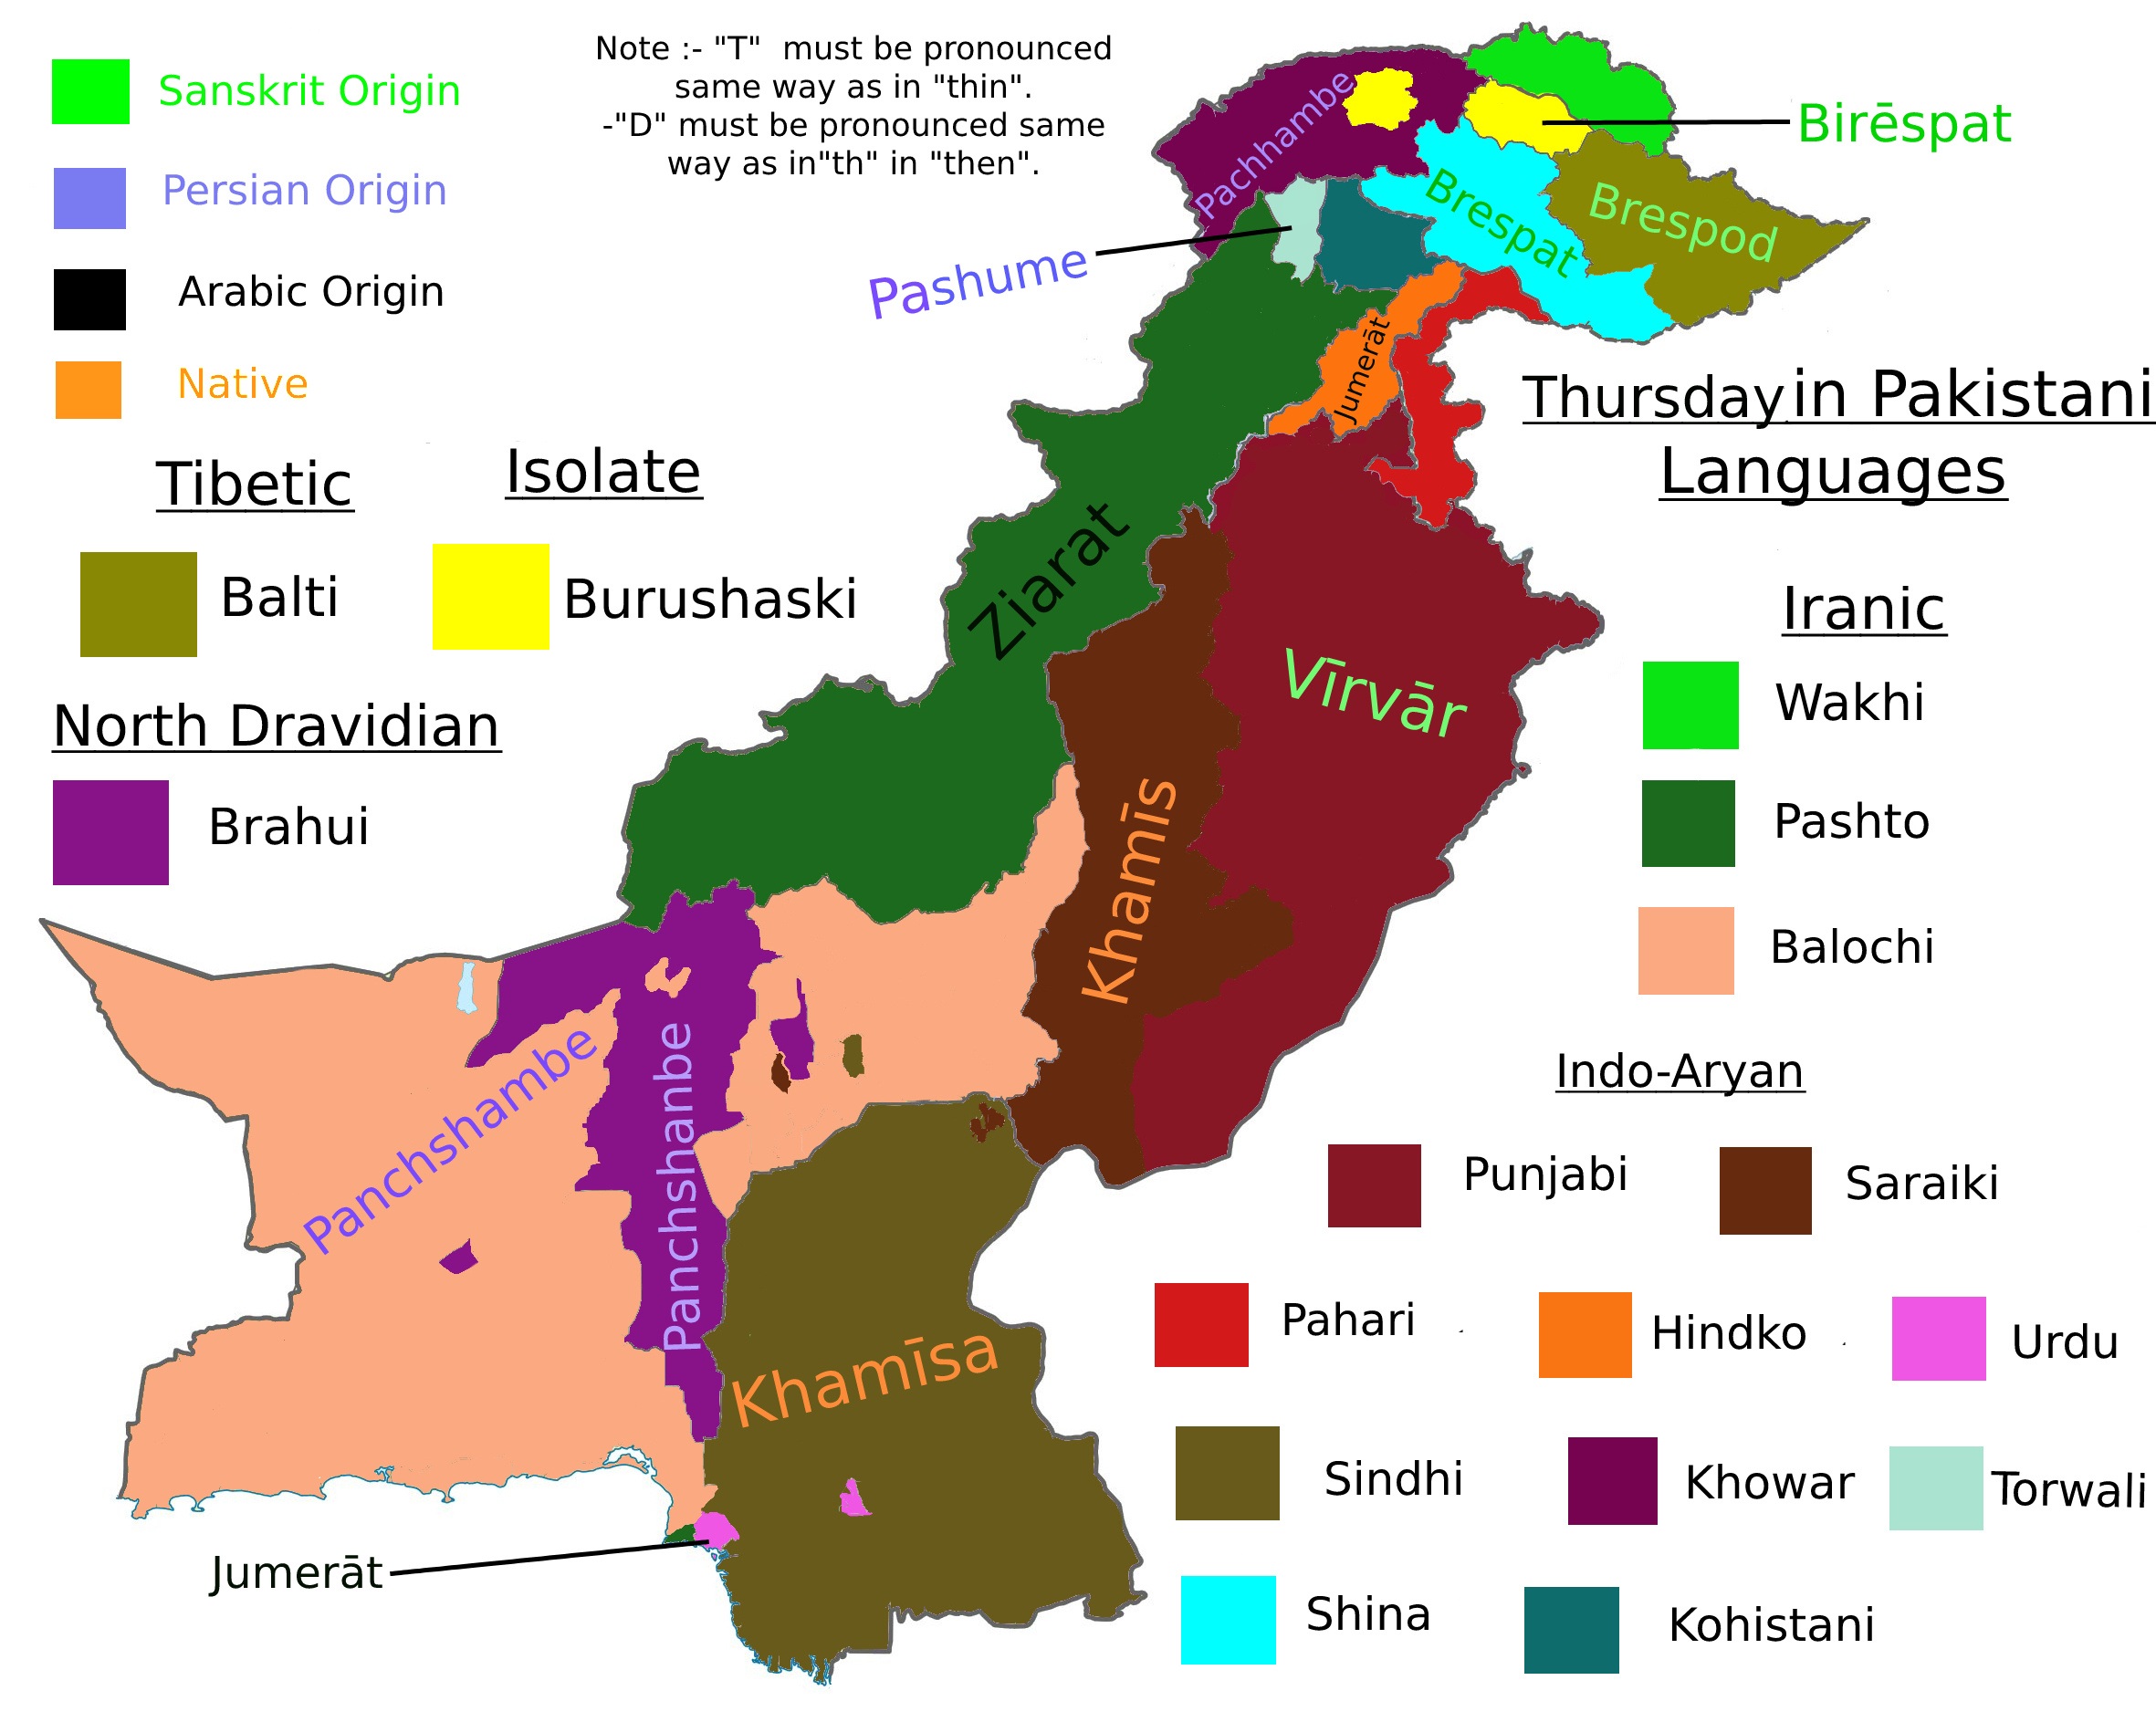 Note :- "T"  must be pronounced
same way as in "thin".
-"D" must be pronounced same
way as in"th" in "then".
Sanskrit Origin
Persian Origin
Arabic Origin
Native
Tibetic
Isolate
Balti
Burushaski
North Dravidian
Brahui
Pachhambe
Birēspat
Brespat
Brespod
Pashume
Jumerāt
Thursday in Pakistani
Languages
Ziarat
Vīrvār
Khamīs
Panchshambe
Panchshanbe
Khamīsa
Jumerāt
Iranic
Wakhi
Pashto
Balochi
Indo-Aryan
Punjabi
Saraiki
Pahari
Hindko
Urdu
Sindhi
Khowar
Torwali
Shina
Kohistani